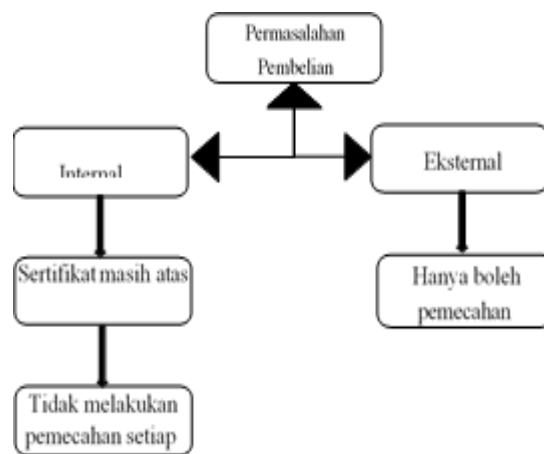 Permasalahan
Pembelian
Internal
Eksternal
Sertifikat masih atas
Hanya boleh
pemecahan
Tidak melakukan
pemecahan setiap